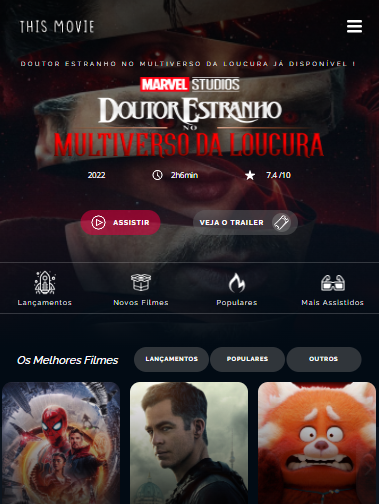 THIS MOVIE
DOUTOR ESTRANHO NO MULTIVERSO DA LOUCURA JÁ DISPONÍVEL !
MARVEL STUDIOS
DOUTOR ESTRANHO
NO
MULTIVERSO DA LOUCURA
2022 2h6min 7.4 /10
ASSISTIR VEJA O TRAILER
Lançamentos Novos Filmes Populares Mais Assistidos
Os Melhores Filmes LANÇAMENTOS POPULARES OUTROS